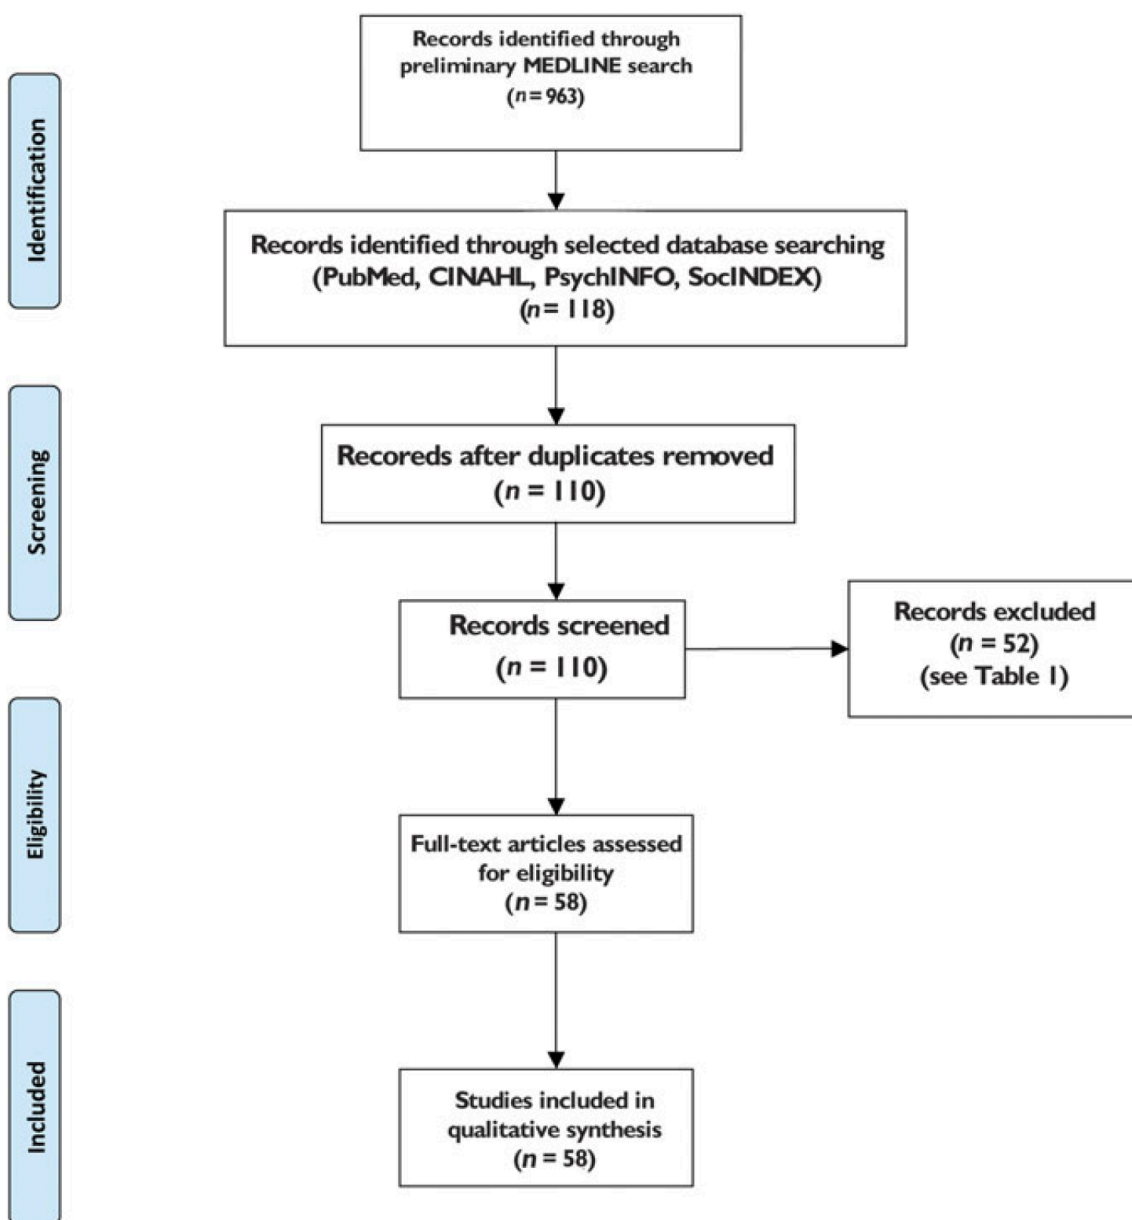 Identification
Records identified through
preliminary MEDLINE search
(n = 963)
Records identified through selected database searching
(PubMed, CINAHL, PsychINFO, SocINDEX)
(n = 118)
Screening
Recoreds after duplicates removed
(n = 110)
Records screened
(n = 110)
Records excluded
(n = 52)
(see Table 1)
Eligibility
Full-text articles assessed
for eligibility
(n = 58)
Included
Studies included in
qualitative synthesis
(n = 58)